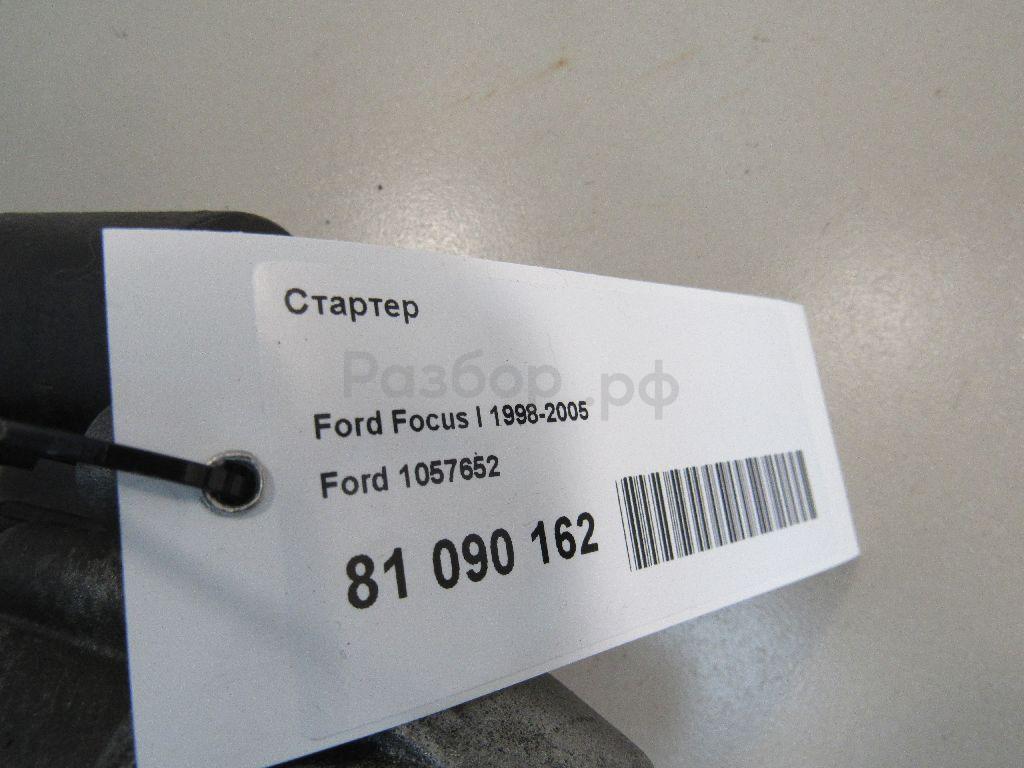 Стартер
Разбор.рф
Ford Focus I 1998-2005
Ford 1057652
81 090 162